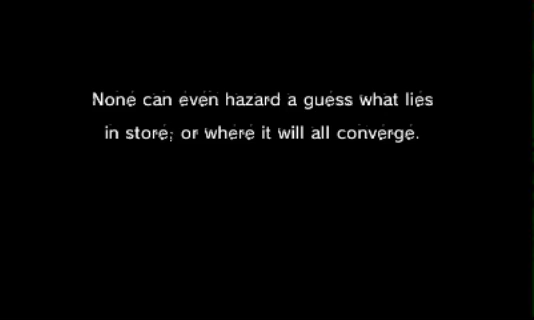 None can even hazard a guess what lies
in store; or where it will all converge.